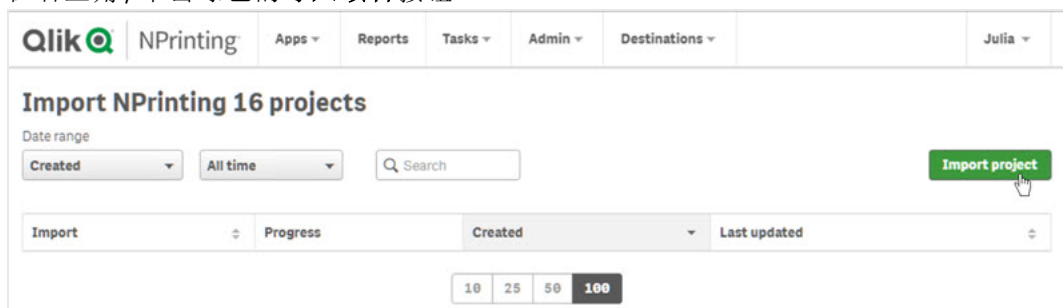 Qlik NPrinting Apps Reports Tasks Admin Destinations Julia
Import NPrinting 16 projects
Date range
Created All time Search Import project
Import Progress Created Last updated
10 25 50 100